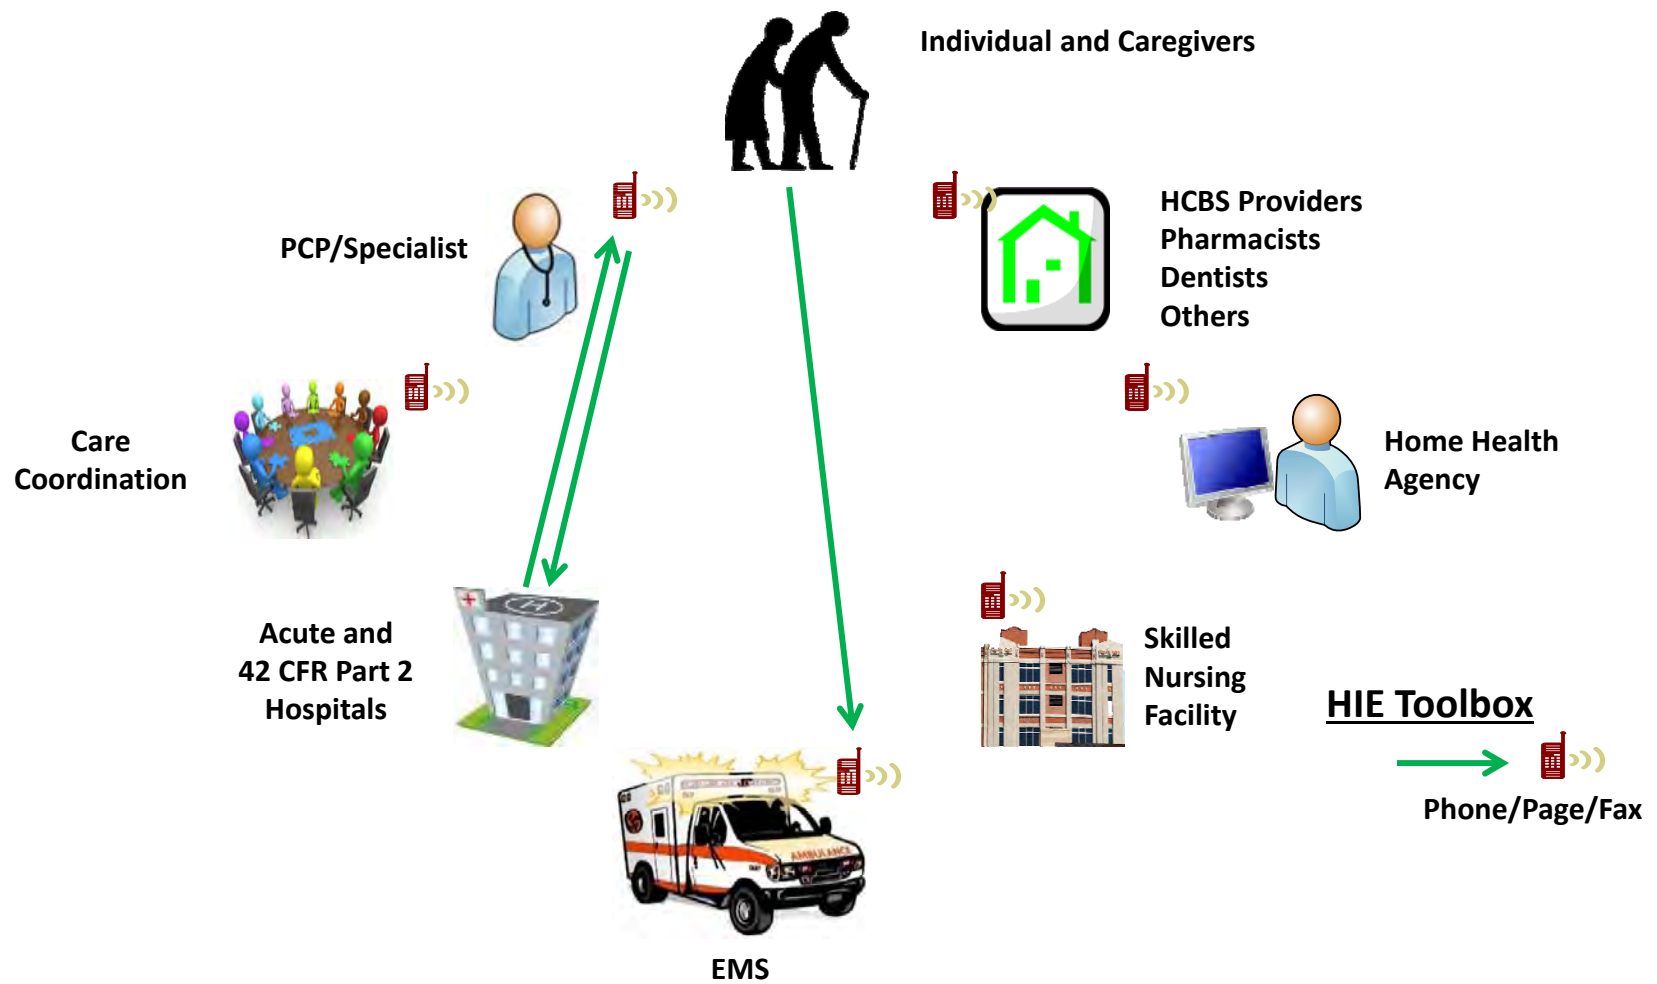 Individual and Caregivers
PCP/Specialist
HCBS Providers
Pharmacists
Dentists
Others
Care
Coordination
Home Health
Agency
Acute and
42 CFR Part 2
Hospitals
H
Skilled
Nursing
Facility
HIE Toolbox
Phone/Page/Fax
AMBULANCE
EMS